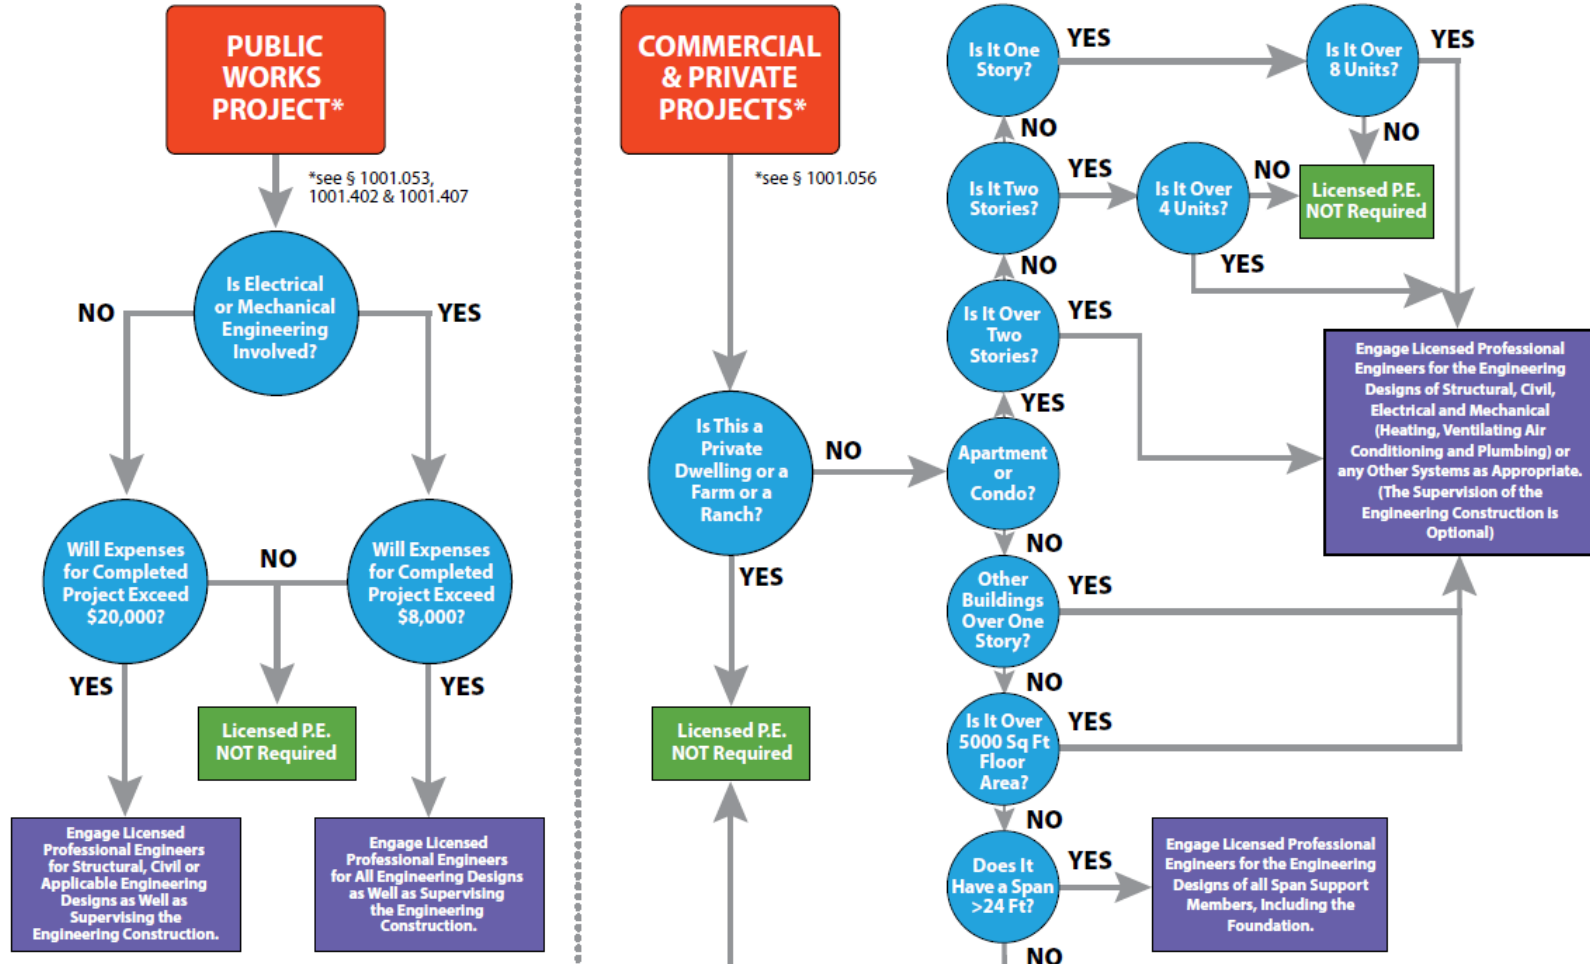 PUBLIC
WORKS
PROJECT*
*see § 1001.053,
1001.402 & 1001.407
Is Electrical
or Mechanical
Engineering
Involved?
NO
YES
Will Expenses
for Completed
Project Exceed
$20,000?
NO
Will Expenses
for Completed
Project Exceed
$8,000?
YES
YES
Licensed P.E.
NOT Required
Engage Licensed
Professional Engineers
for Structural, Civil or
Applicable Engineering
Designs as Well as
Supervising the
Engineering Construction.
Engage Licensed
Professional Engineers
for All Engineering Designs
as Well as Supervising
the Engineering
Construction.
COMMERCIAL
& PRIVATE
PROJECTS*
*see § 1001.056
Is This a
Private
Dwelling or a
Farm or a
Ranch?
NO
YES
Licensed P.E.
NOT Required
Is It One
Story?
YES
Is It Over
8 Units?
YES
NO
NO
Is It Two
Stories?
YES
Is It Over
4 Units?
NO
Licensed P.E.
NOT Required
YES
NO
Is It Over
Two
Stories?
YES
YES
Apartment
or
Condo?
NO
Other
Buildings
Over One
Story?
YES
NO
Is It Over
5000 Sq Ft
Floor
Area?
YES
NO
Does It
Have a Span
>24 Ft?
YES
NO
Engage Licensed Professional
Engineers for the Engineering
Designs of Structural, Civil,
Electrical and Mechanical
(Heating, Ventilating Air
Conditioning and Plumbing) or
any Other Systems as Appropriate.
(The Supervision of the
Engineering Construction is
Optional)
Engage Licensed Professional
Engineers for the Engineering
Designs of all Span Support
Members, Including the
Foundation.